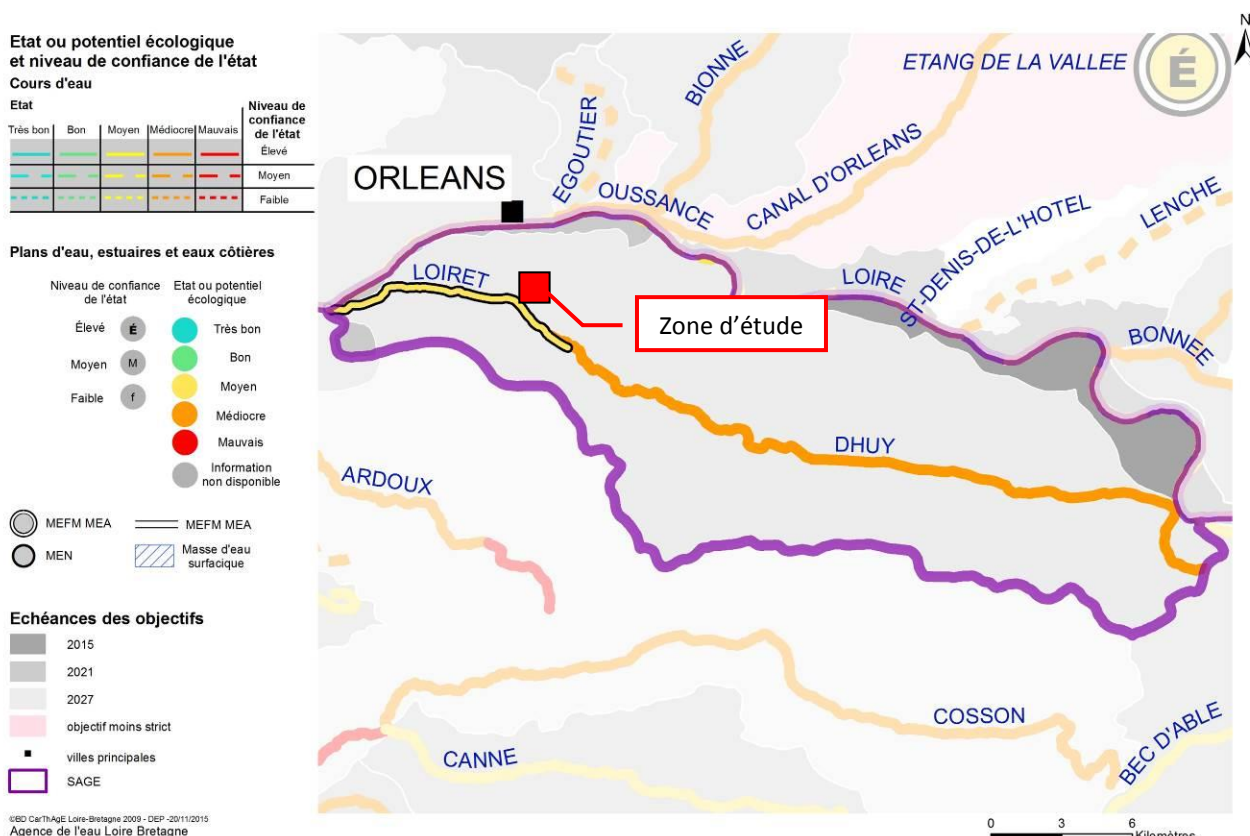 Etat ou potentiel écologique
et niveau de confiance de l'état
Cours d'eau
Etat
Niveau de
confiance
de l'état
Très bon Bon Moyen Médiocre Mauvais
Élevé
Moyen
Faible
Plans d'eau, estuaires et eaux côtières
Niveau de confiance
de l'état
Etat ou potentiel
écologique
Élevé É Très bon
Bon
Moyen M
Moyen
Faible f
Médiocre
Mauvais
Information
non disponible
MEFM MEA MEFM MEA
MEN Masse d'eau
surfacique
Echéances des objectifs
2015
2021
2027
objectif moins strict
villes principales
SAGE
©BD CarThAgE Loire-Bretagne 2009 - DEP -20/11/2015
Agence de l'eau Loire Bretagne
N
ETANG DE LA VALLEE
É
BIONNE
EGOUTIER
ORLEANS
OUSSANCE
CANAL D'ORLEANS
LENCHE
ST-DENIS-DE-L'HOTEL
LOIRET
LOIRE
Zone d'étude
BONNEE
DHUY
ARDOUX
COSSON
BEC D'ABLE
CANNE
0 3 6
Kilomètres